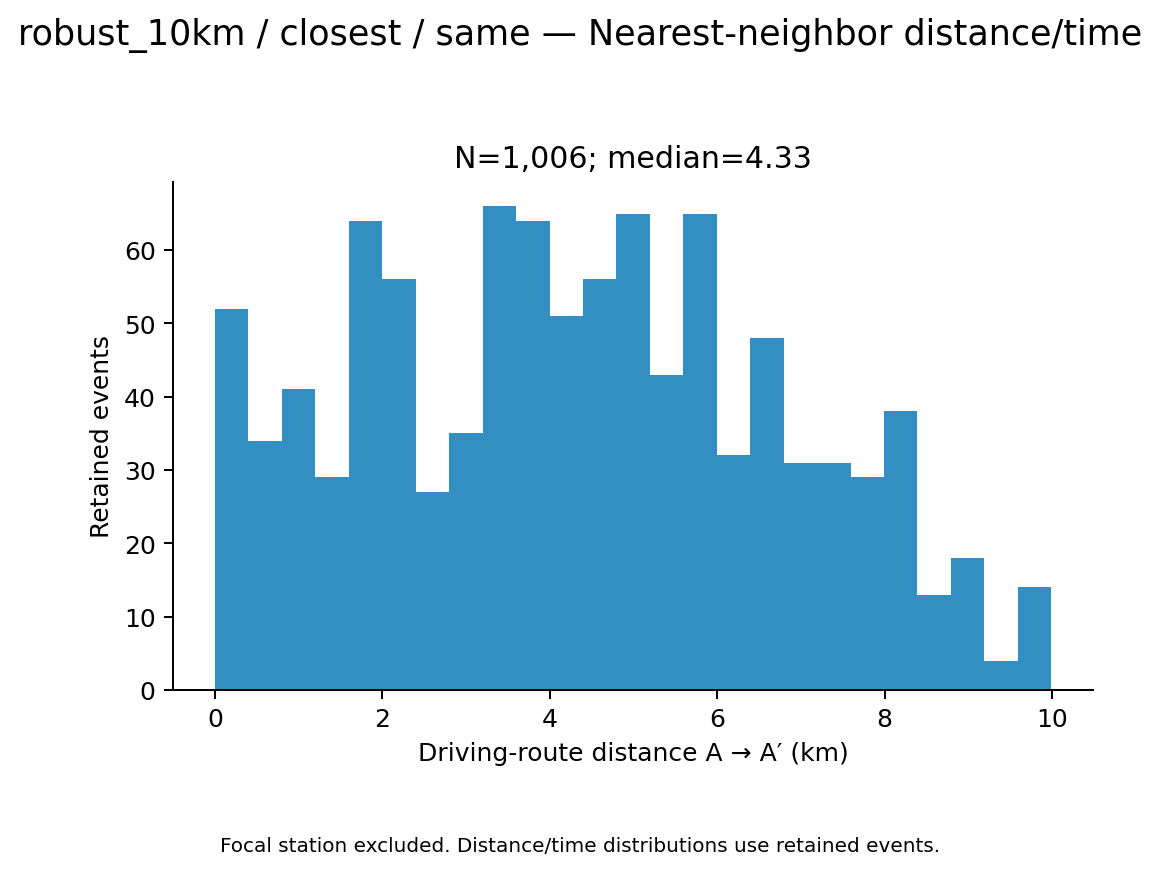 robust_10km / closest / same — Nearest-neighbor distance/time
N=1,006; median=4.33
Retained events
60
50
40
30
20
10
0
0 2 4 6 8 10
Driving-route distance A → A′ (km)
Focal station excluded. Distance/time distributions use retained events.